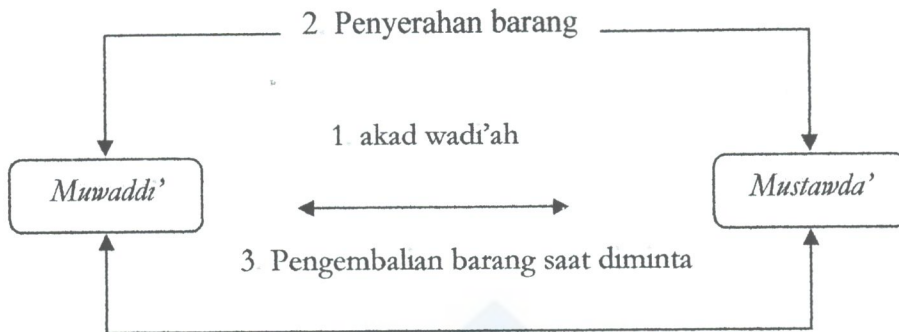 2. Penyerahan barang
1. akad wadi'ah
Muwaddi'
Mustawda'
3. Pengembalian barang saat diminta